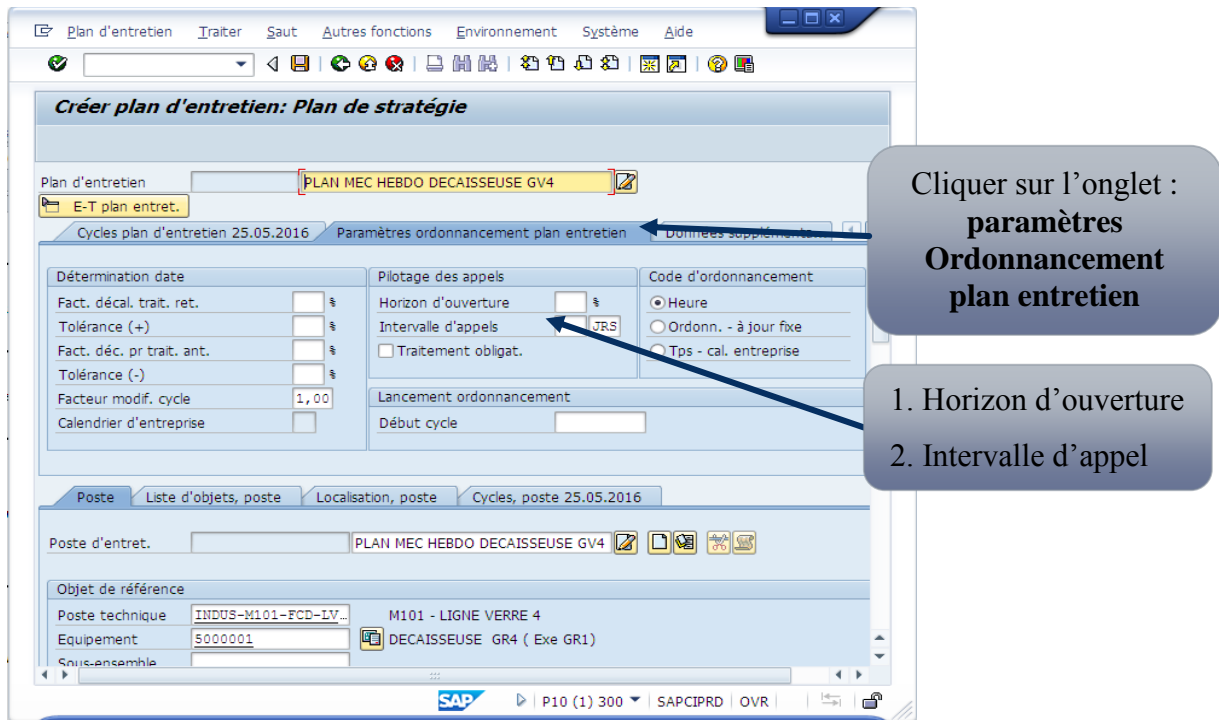 Plan d'entretien Traiter Saut Autres fonctions Environnement Système Aide
Créer plan d'entretien: Plan de stratégie
Plan d'entretien PLAN MEC HEBDO DECAISSEUSE GV4
E-T plan entret.
Cycles plan d'entretien 25.05.2016 Paramètres ordonnancement plan entretien Données supplémenta...
Détermination date
Fact. décal. trait. ret. %
Tolérance (+) %
Fact. déc. pr trait. ant. %
Tolérance (-) %
Facteur modif. cycle 1,00
Calendrier d'entreprise
Pilotage des appels
Horizon d'ouverture %
Intervalle d'appels JRS
Traitement obligat.
Lancement ordonnancement
Début cycle
Code d'ordonnancement
Heure
Ordonn. - à jour fixe
Tps - cal. entreprise
Cliquer sur l’onglet :
paramètres
Ordonnancement
plan entretien
1. Horizon d’ouverture
2. Intervalle d’appel
Poste Liste d'objets, poste Localisation, poste Cycles, poste 25.05.2016
Poste d'entret. PLAN MEC HEBDO DECAISSEUSE GV4
Objet de référence
Poste technique INDUS-M101-FCD-LV... M101 - LIGNE VERRE 4
Equipement 5000001 DECAISSEUSE GR4 ( Exe GR1)
Sous-ensemble
SAP P10 (1) 300 SAPCIPRD OVR